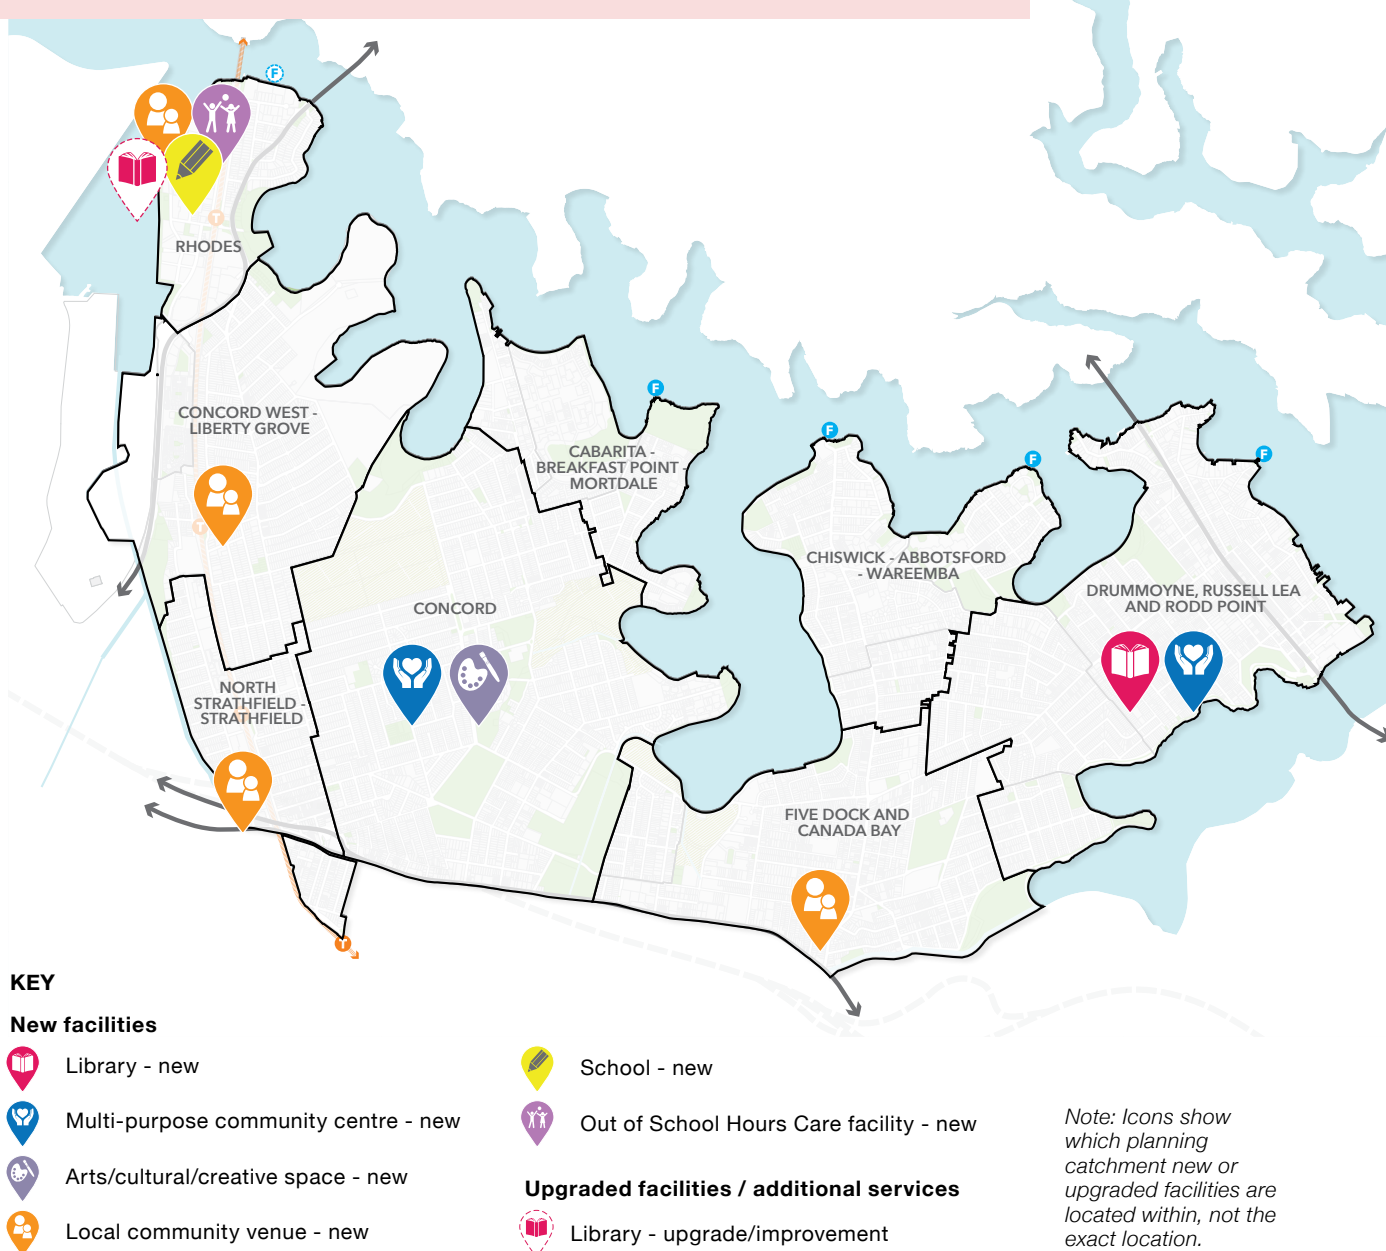 F
T
RHODES
CONCORD WEST -
LIBERTY GROVE
T
F
CABARITA -
BREAKFAST POINT -
MORTDALE
F
F
F
CHISWICK - ABBOTSFORD
- WAREEMBA
DRUMMOYNE, RUSSELL LEA
AND RODD POINT
CONCORD
NORTH
STRATHFIELD -
STRATHFIELD
FIVE DOCK AND
CANADA BAY
T
KEY
New facilities
Library - new
Multi-purpose community centre - new
Arts/cultural/creative space - new
Local community venue - new
School - new
Out of School Hours Care facility - new
Upgraded facilities / additional services
Library - upgrade/improvement
Note: Icons show
which planning
catchment new or
upgraded facilities are
located within, not the
exact location.